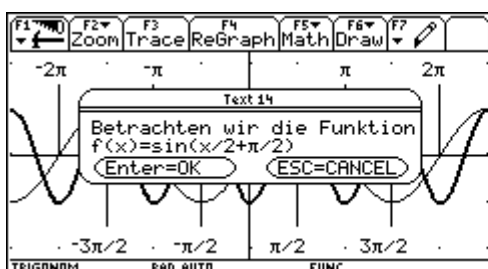 F1 F2 F3 F4 F5 F6 F7
Zoom Trace ReGraph Math Draw
-2π -π π 2π
Text 14
Betrachten wir die Funktion
f(x)=sin(x/2+π/2)
Enter=OK ESC=CANCEL
-3π/2 -π/2 π/2 3π/2
TRIGONOM RAD AUTO FUNC